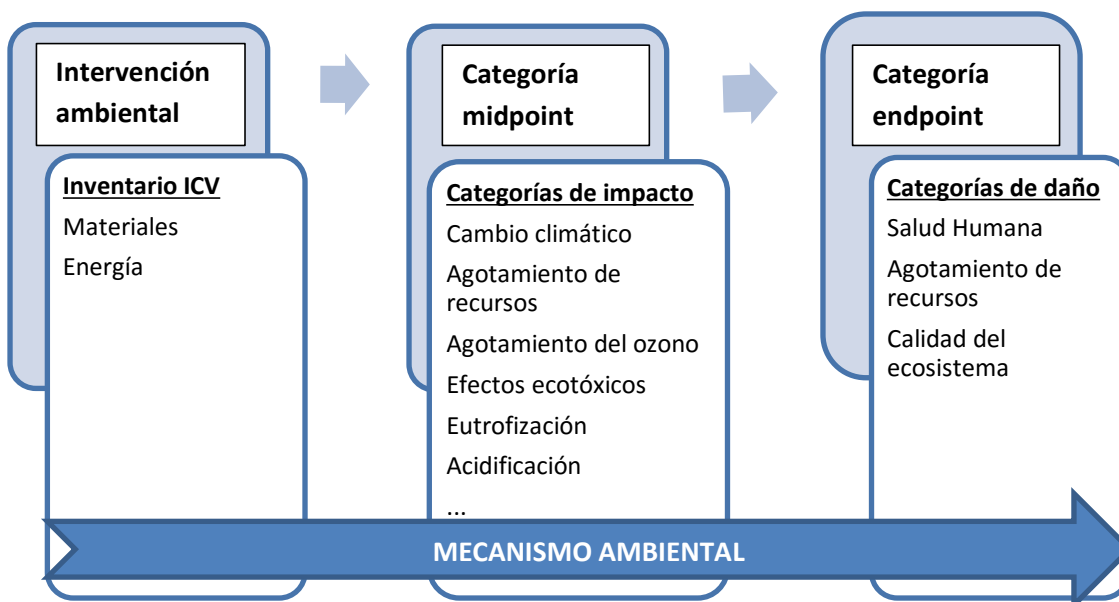 Intervención
ambiental
Inventario ICV
Materiales
Energía
Categoría
midpoint
Categorías de impacto
Cambio climático
Agotamiento de
recursos
Agotamiento del ozono
Efectos ecotóxicos
Eutrofización
Acidificación
...
Categoría
endpoint
Categorías de daño
Salud Humana
Agotamiento de
recursos
Calidad del
ecosistema
MECANISMO AMBIENTAL